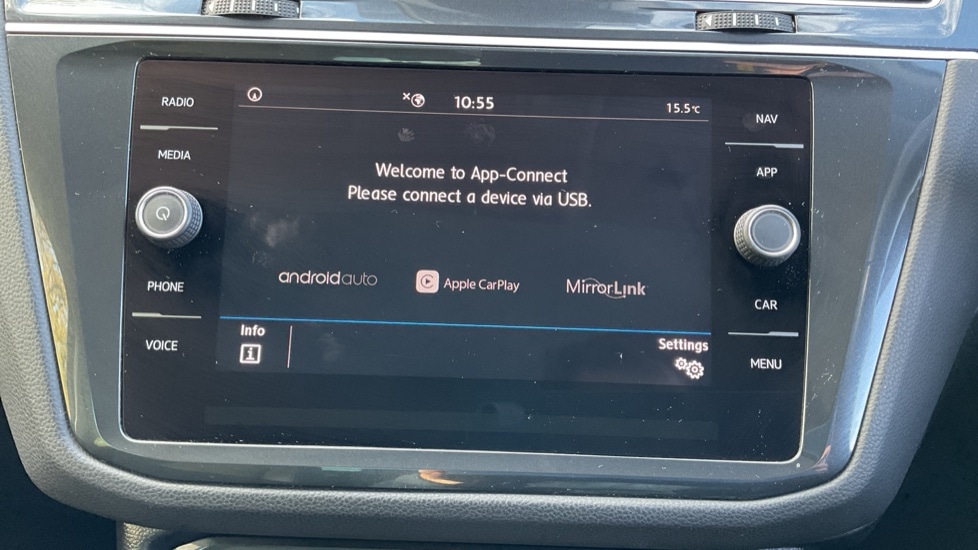 RADIO
MEDIA
PHONE
VOICE
10:55
15.5°C
Welcome to App-Connect
Please connect a device via USB.
androidauto
Apple CarPlay
MirrorLink
Info
i
Settings
NAV
APP
CAR
MENU